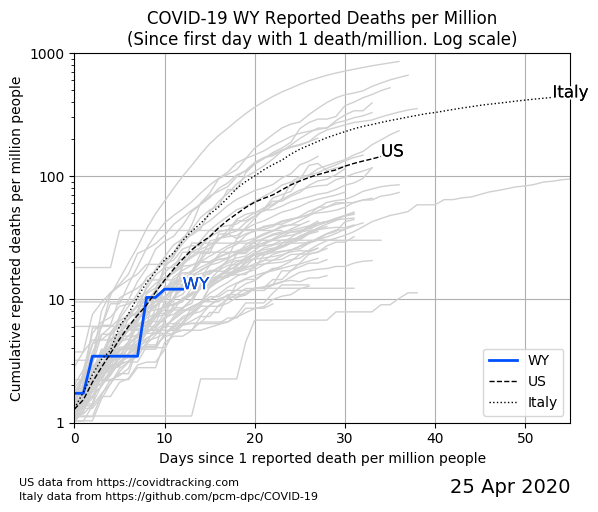 COVID-19 WY Reported Deaths per Million
(Since first day with 1 death/million. Log scale)
Cumulative reported deaths per million people
1000
100
10
1
Italy
US
WY
WY
US
Italy
0
10
20
30
40
50
Days since 1 reported death per million people
US data from https://covidtracking.com
Italy data from https://github.com/pcm-dpc/COVID-19
25 Apr 2020